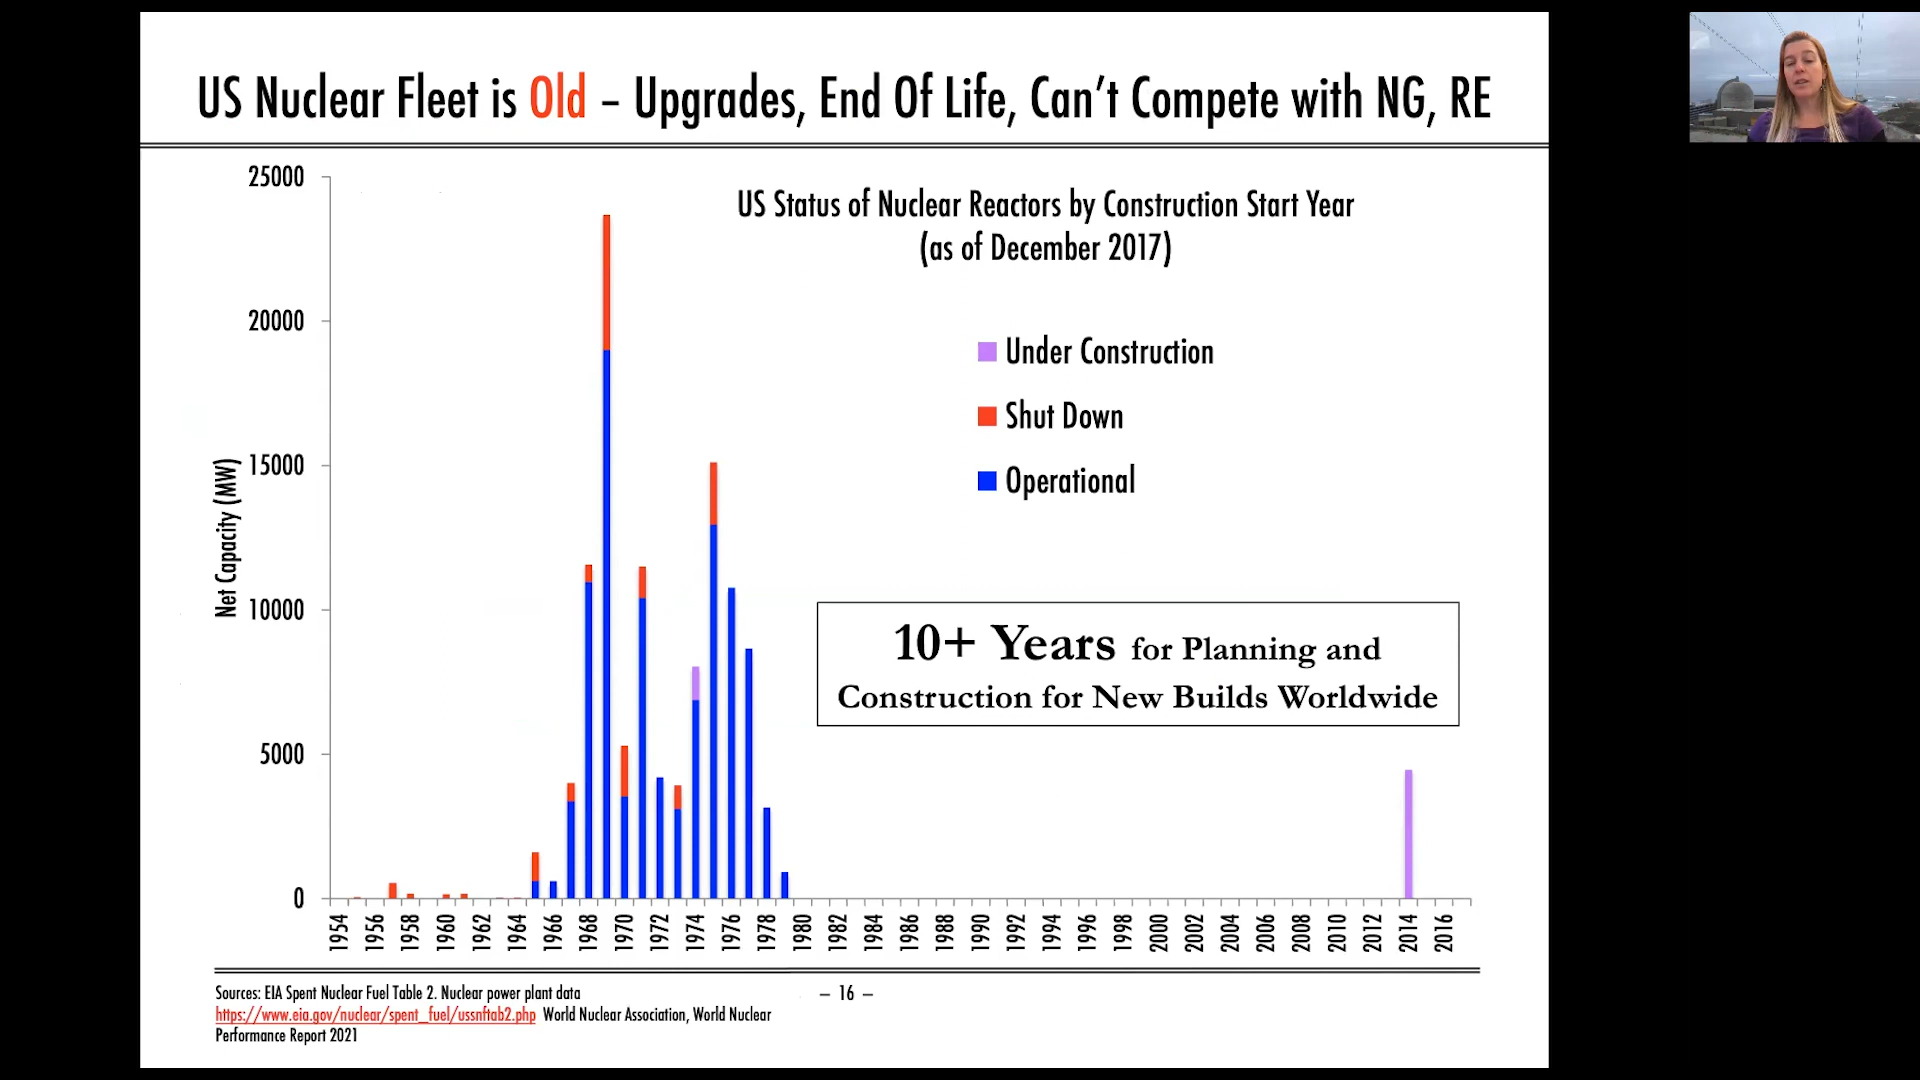 US Nuclear Fleet is Old – Upgrades, End Of Life, Can't Compete with NG, RE
US Status of Nuclear Reactors by Construction Start Year
(as of December 2017)
Under Construction
Shut Down
Operational
10+ Years for Planning and
Construction for New Builds Worldwide
Net Capacity (MW)
25000
20000
15000
10000
5000
0
1954 1956 1958 1960 1962 1964 1966 1968 1970 1972 1974 1976 1978 1980 1982 1984 1986 1988 1990 1992 1994 1996 1998 2000 2002 2004 2006 2008 2010 2012 2014 2016
Sources: EIA Spent Nuclear Fuel Table 2. Nuclear power plant data
https://www.eia.gov/nuclear/spent_fuel/ussnftab2.php World Nuclear Association, World Nuclear
Performance Report 2021
– 16 –